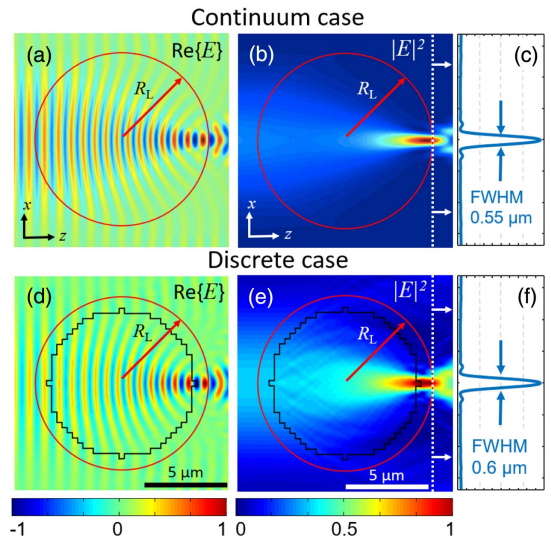 Continuum case
(a) Re{E} (b) |E|² (c)
R_L R_L
FWHM
0.55 μm
x z x z
Discrete case
(d) Re{E} (e) |E|² (f)
R_L R_L
FWHM
0.6 μm
5 μm 5 μm
-1 0 1 0 0.5 1